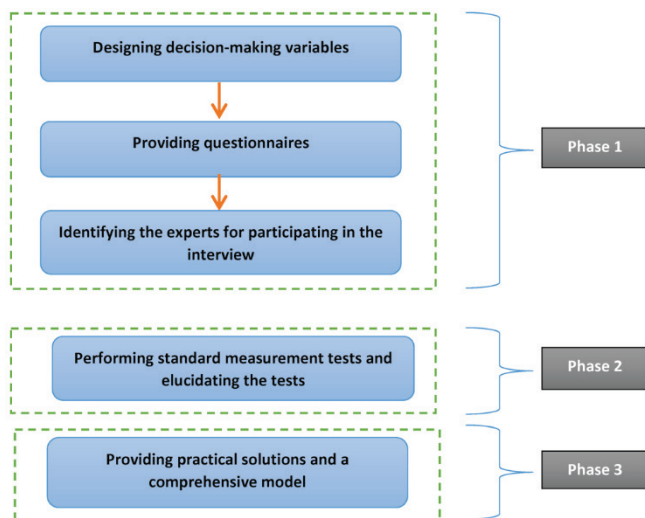 Designing decision-making variables
Providing questionnaires
Phase 1
Identifying the experts for participating in the
interview
Performing standard measurement tests and
elucidating the tests
Phase 2
Providing practical solutions and a
comprehensive model
Phase 3